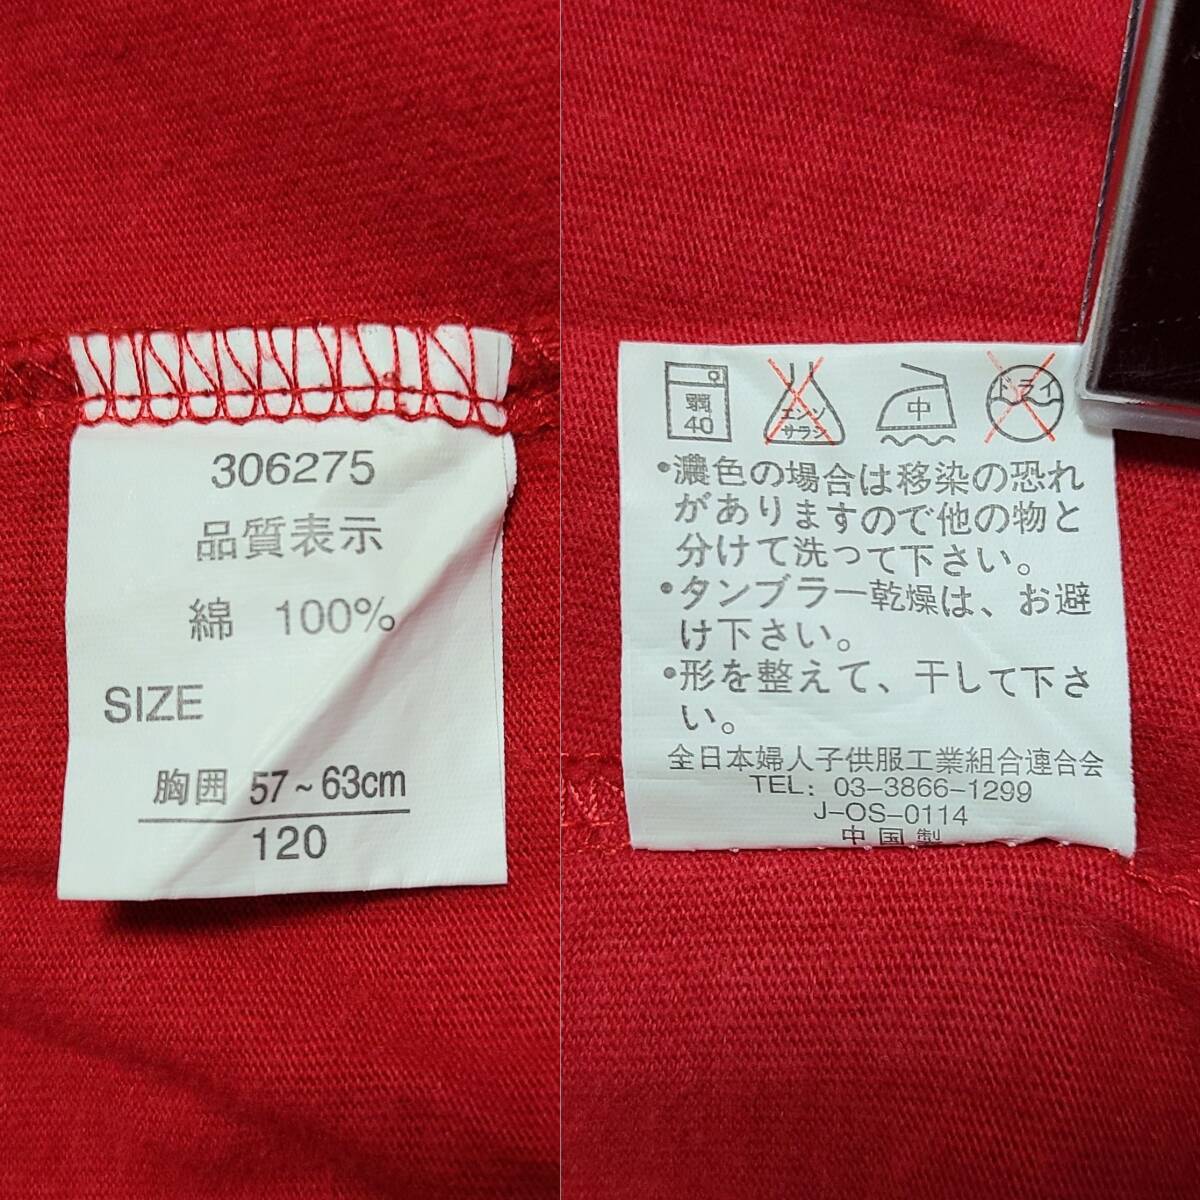 306275
品質表示
綿 100%
SIZE
胸囲 57~63cm
120
弱
40
エンソ
サラシ
中
ドライ
•濃色の場合は移染の恐れ
がありますので他の物と
分けて洗って下さい。
•タンブラー乾燥は、お避
け下さい。
•形を整えて、干して下さ
い。
全日本婦人子供服工業組合連合会
TEL: 03-3866-1299
J-OS-0114
中国製